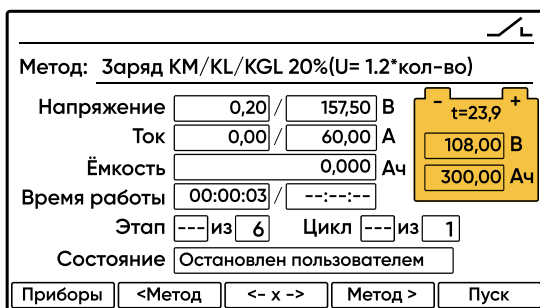 Метод: Заряд KM/KL/KGL 20%(U= 1.2*кол-во)
Напряжение 0,20 / 157,50 В
- t=23,9 +
Ток 0,00 / 60,00 А
108,00 В
Ёмкость 0,000 Ач
300,00 Ач
Время работы 00:00:03 / --:--:--
Этап --- из 6 Цикл --- из 1
Состояние Остановлен пользователем
Приборы <Метод <- x -> Метод > Пуск